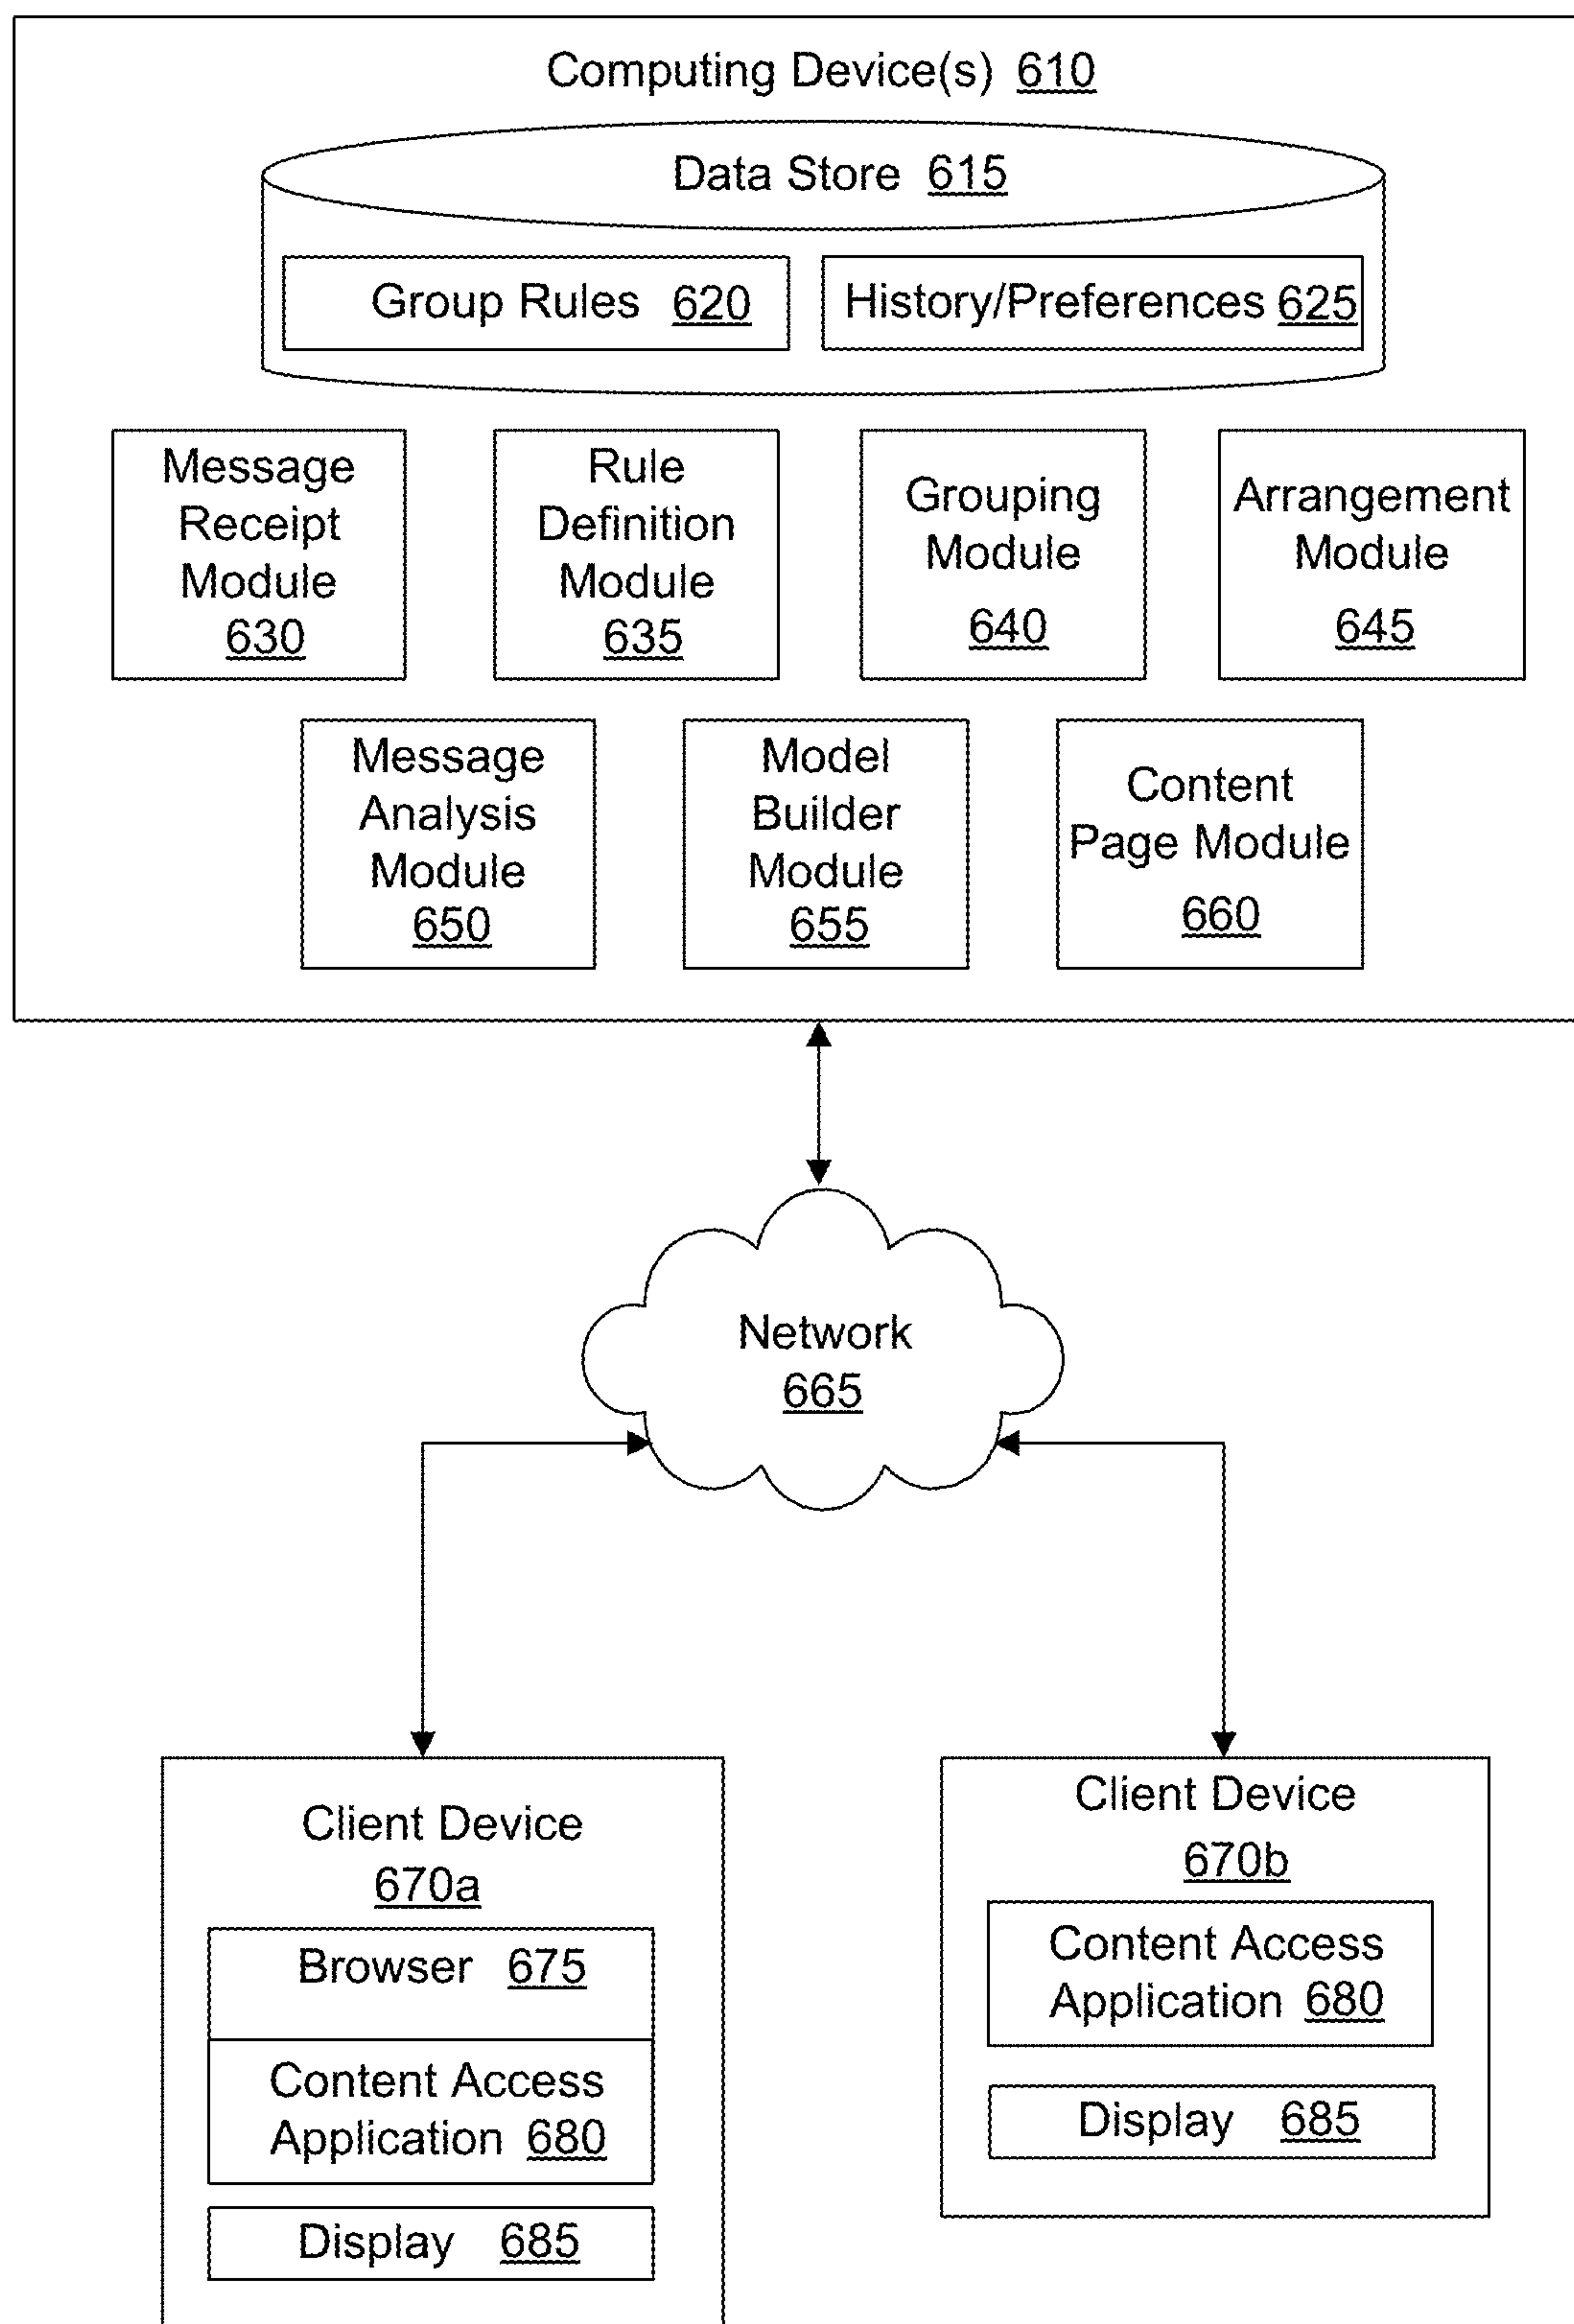 Computing Device(s) 610
Data Store 615
Group Rules 620
History/Preferences 625
Message
Receipt
Module
630
Rule
Definition
Module
635
Grouping
Module
640
Arrangement
Module
645
Message
Analysis
Module
650
Model
Builder
Module
655
Content
Page Module
660
Network
665
Client Device
670a
Browser 675
Content Access
Application 680
Display 685
Client Device
670b
Content Access
Application 680
Display 685